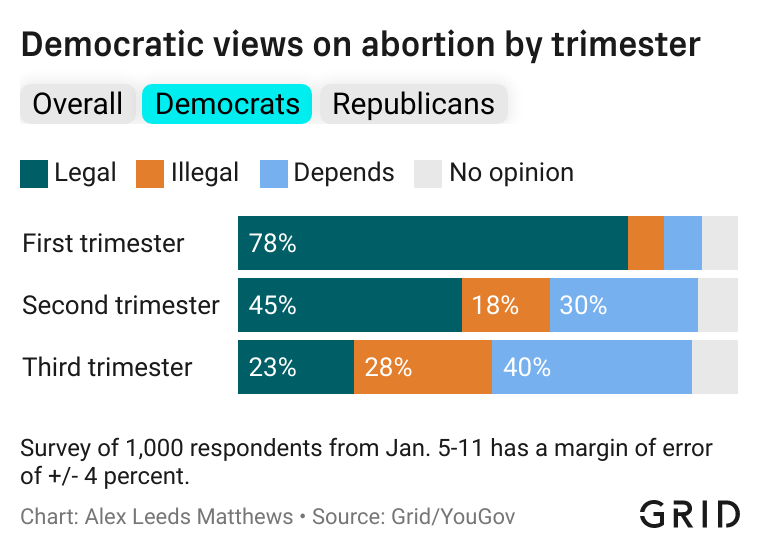 Democratic views on abortion by trimester
Overall Democrats Republicans
Legal Illegal Depends No opinion
First trimester 78%
Second trimester 45% 18% 30%
Third trimester 23% 28% 40%
Survey of 1,000 respondents from Jan. 5-11 has a margin of error
of +/- 4 percent.
Chart: Alex Leeds Matthews • Source: Grid/YouGov
GRID